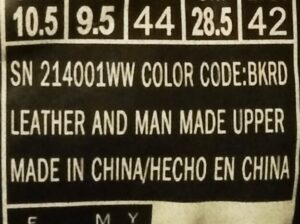 10.5 9.5 44 28.5 42
SN 214001WW COLOR CODE:BKRD
LEATHER AND MAN MADE UPPER
MADE IN CHINA/HECHO EN CHINA